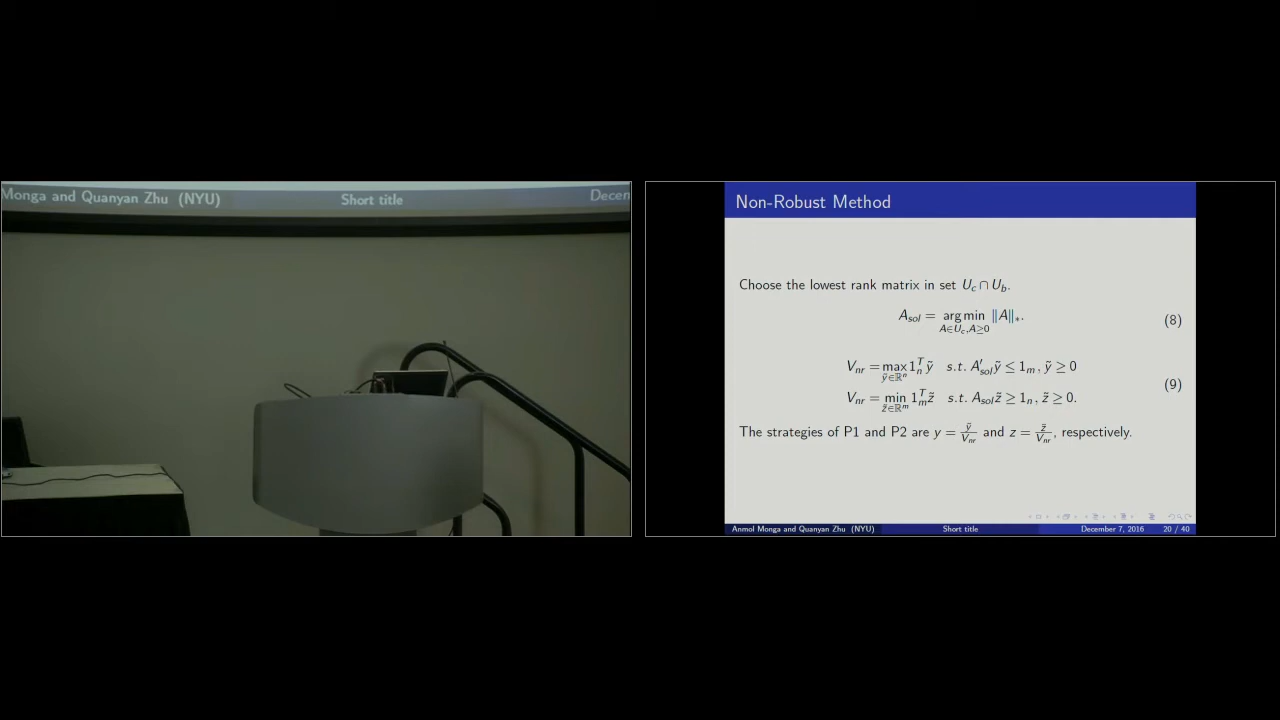 Monga and Quanyan Zhu (NYU) Short title Decen
Non-Robust Method
Choose the lowest rank matrix in set U_c ∩ U_b.
A_sol = arg min_{A∈U_c,A≥0} ‖A‖_*. (8)
V_nr = max_{ỹ∈ℝ^n} 1_n^T ỹ s.t. A'_sol ỹ ≤ 1_m, ỹ ≥ 0
V_nr = min_{z̃∈ℝ^m} 1_m^T z̃ s.t. A_sol z̃ ≥ 1_n, z̃ ≥ 0. (9)
The strategies of P1 and P2 are y = ỹ/V_nr and z = z̃/V_nr, respectively.
Anmol Monga and Quanyan Zhu (NYU) Short title December 7, 2016 20 / 40